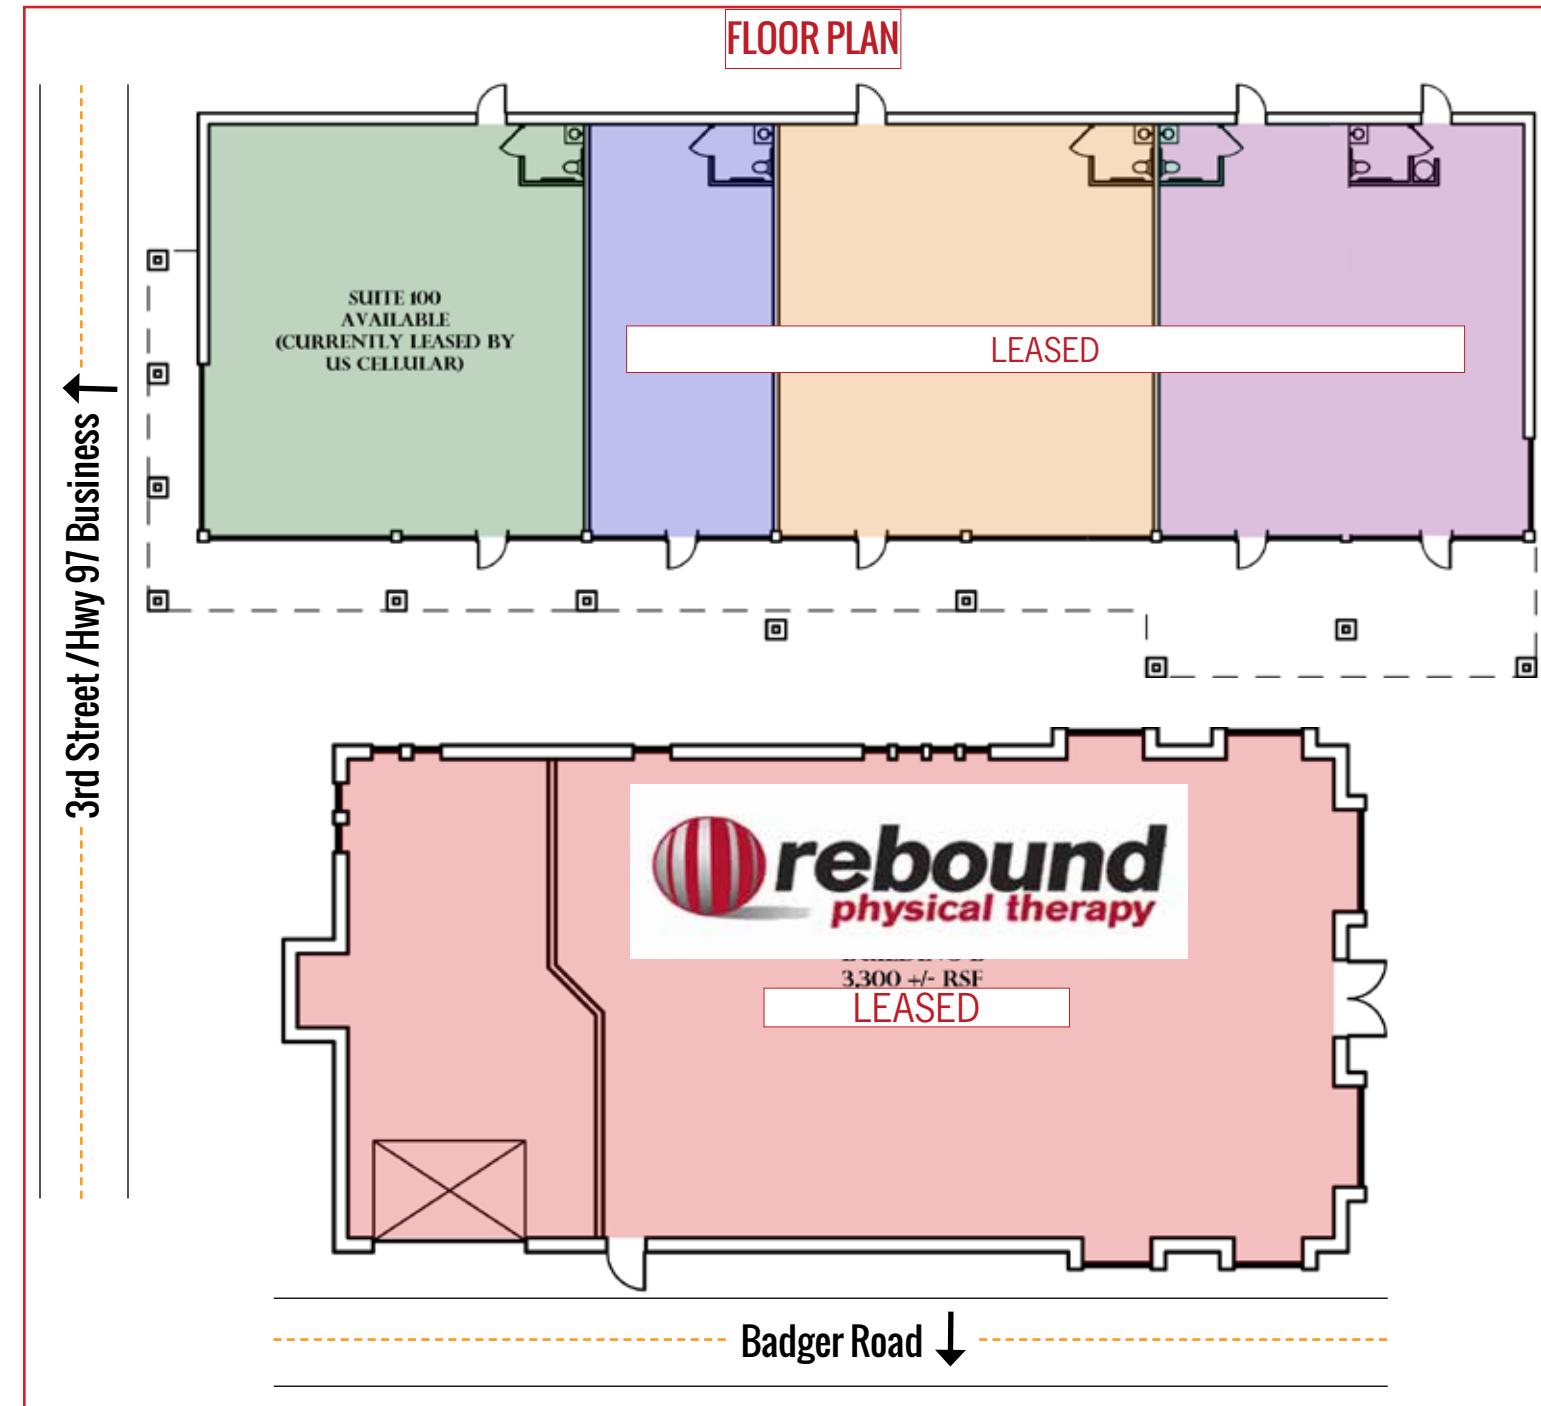 FLOOR PLAN
SUITE 100
AVAILABLE
(CURRENTLY LEASED BY
US CELLULAR)
LEASED
3rd Street /Hwy 97 Business
rebound
physical therapy
3,300 +/- RSF
LEASED
Badger Road